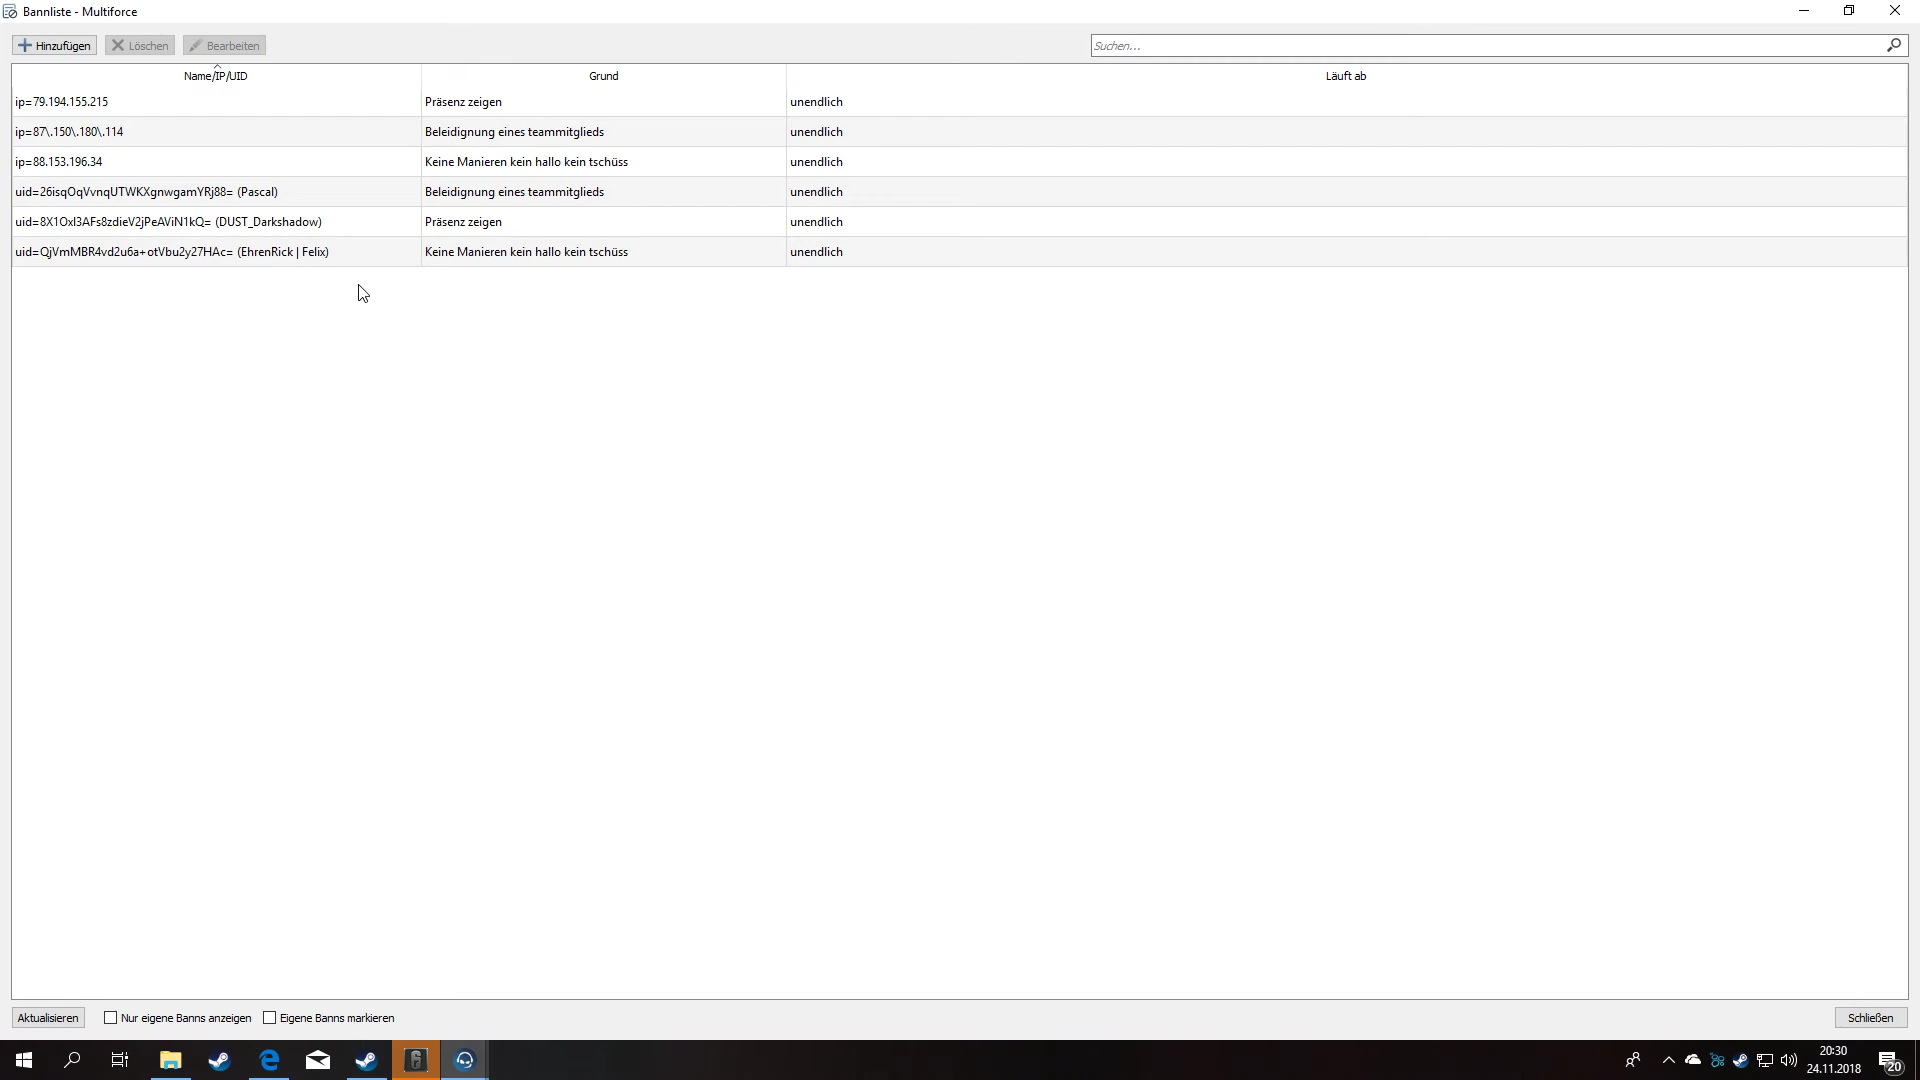 Bannliste - Multiforce
Hinzufügen Löschen Bearbeiten Suchen...
Name/IP/UID Grund Läuft ab
ip=79.194.155.215 Präsenz zeigen unendlich
ip=87\.150\.180\.114 Beleidignung eines teammitglieds unendlich
ip=88.153.196.34 Keine Manieren kein hallo kein tschüss unendlich
uid=26isqOqVvnqUTWKXgnwgamYRj88= (Pascal) Beleidignung eines teammitglieds unendlich
uid=8X1OxI3AFs8zdieV2jPeAViN1kQ= (DUST_Darkshadow) Präsenz zeigen unendlich
uid=QjVmMBR4vd2u6a+otVbu2y27HAc= (EhrenRick | Felix) Keine Manieren kein hallo kein tschüss unendlich
Aktualisieren Nur eigene Banns anzeigen Eigene Banns markieren Schließen
20:30
24.11.2018
20